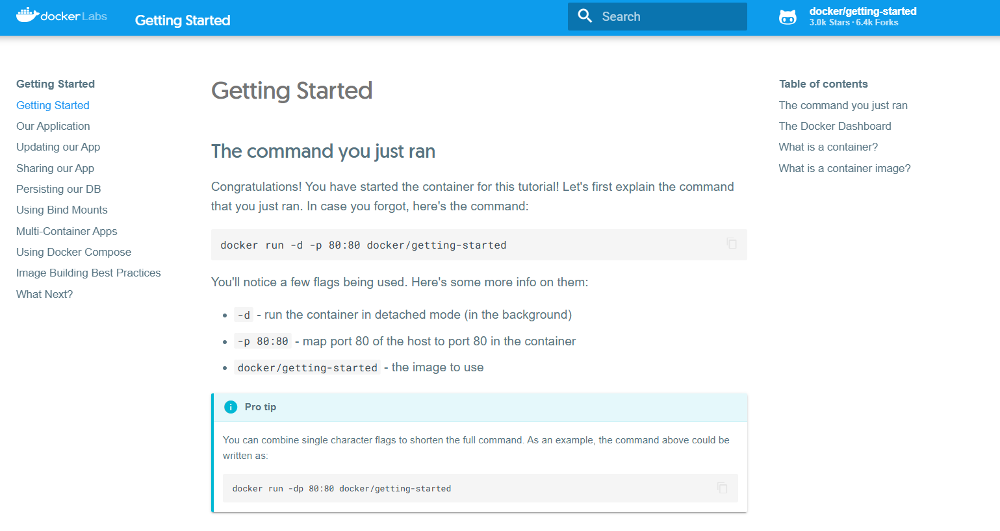 docker Labs
Getting Started
Search
docker/getting-started
3.0k Stars · 6.4k Forks
Getting Started
Getting Started
Our Application
Updating our App
Sharing our App
Persisting our DB
Using Bind Mounts
Multi-Container Apps
Using Docker Compose
Image Building Best Practices
What Next?
Getting Started
The command you just ran
Congratulations! You have started the container for this tutorial! Let's first explain the command
that you just ran. In case you forgot, here's the command:
docker run -d -p 80:80 docker/getting-started
You'll notice a few flags being used. Here's some more info on them:
• -d - run the container in detached mode (in the background)
• -p 80:80 - map port 80 of the host to port 80 in the container
• docker/getting-started - the image to use
Pro tip
You can combine single character flags to shorten the full command. As an example, the command above could be
written as:
docker run -dp 80:80 docker/getting-started
Table of contents
The command you just ran
The Docker Dashboard
What is a container?
What is a container image?